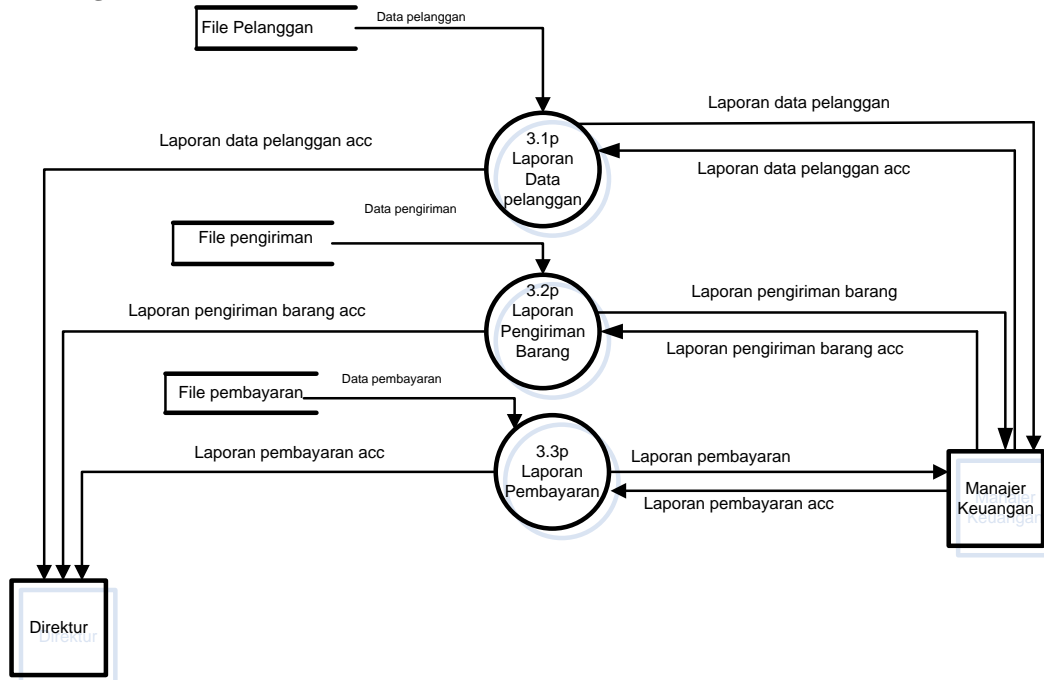 File Pelanggan
Data pelanggan
Laporan data pelanggan
Laporan data pelanggan acc
3.1p
Laporan
Data
pelanggan
Laporan data pelanggan acc
Data pengiriman
File pengiriman
3.2p
Laporan
Pengiriman
Barang
Laporan pengiriman barang
Laporan pengiriman barang acc
Laporan pengiriman barang acc
Data pembayaran
File pembayaran
3.3p
Laporan
Pembayaran
Laporan pembayaran acc
Laporan pembayaran
Laporan pembayaran acc
Manajer
Keuangan
Direktur